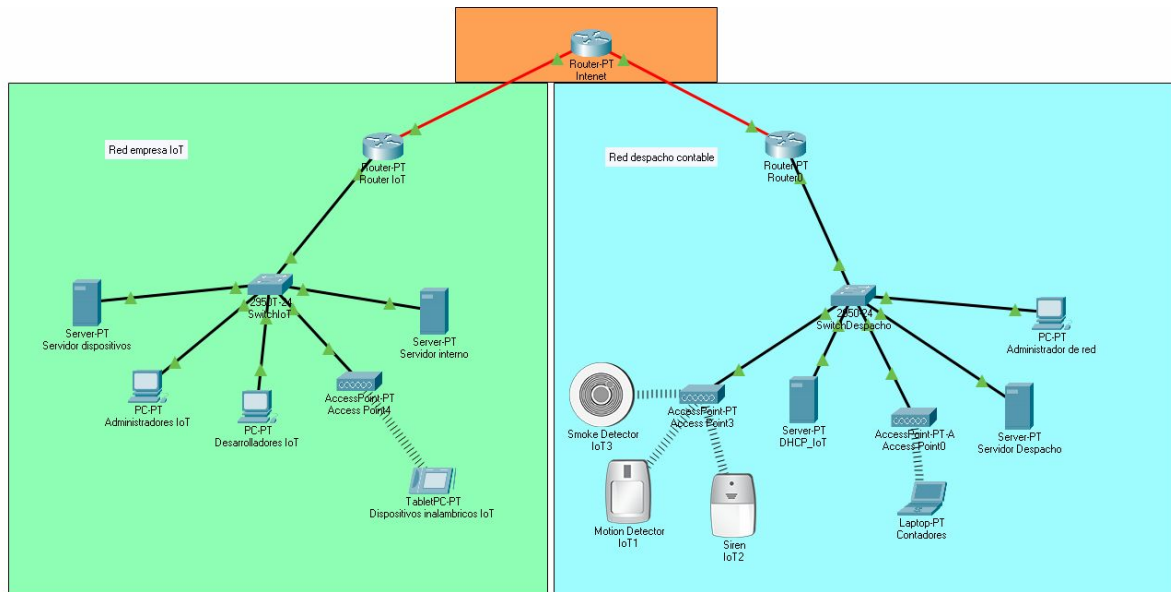 Router-PT
Intenet
Red empresa IoT
Router-PT
Router IoT
Red despacho contable
Router-PT
Router0
2950T-24
SwitchIoT
Server-PT
Servidor dispositivos
Server-PT
Servidor interno
PC-PT
Administradores IoT
PC-PT
Desarrolladores IoT
AccessPoint-PT
Access Point4
TabletPC-PT
Dispositivos inalambricos IoT
2950-24
SwitchDespacho
PC-PT
Administrador de red
Smoke Detector
IoT3
AccessPoint-PT
Access Point3
Server-PT
DHCP_IoT
AccessPoint-PT-A
Access Point0
Server-PT
Servidor Despacho
Motion Detector
IoT1
Siren
IoT2
Laptop-PT
Contadores